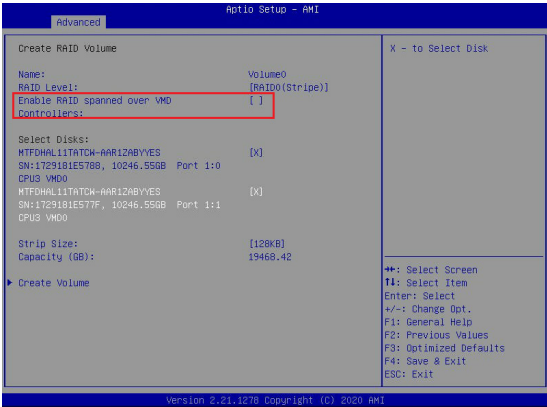 Aptio Setup - AMI
Advanced
Create RAID Volume
Name: Volume0
RAID Level: [RAID0(Stripe)]
Enable RAID spanned over VMD [ ]
Controllers:
Select Disks:
MTFDHAL11TATCW-AAR1ZABYYES [X]
SN:1729181E5788, 10246.55GB Port 1:0
CPU3 VMD0
MTFDHAL11TATCW-AAR1ZABYYES [X]
SN:1729181E577F, 10246.55GB Port 1:1
CPU3 VMD0
Strip Size: [128KB]
Capacity (GB): 19468.42
Create Volume
X - to Select Disk
→←: Select Screen
↑↓: Select Item
Enter: Select
+/-: Change Opt.
F1: General Help
F2: Previous Values
F3: Optimized Defaults
F4: Save & Exit
ESC: Exit
Version 2.21.1278 Copyright (C) 2020 AMI